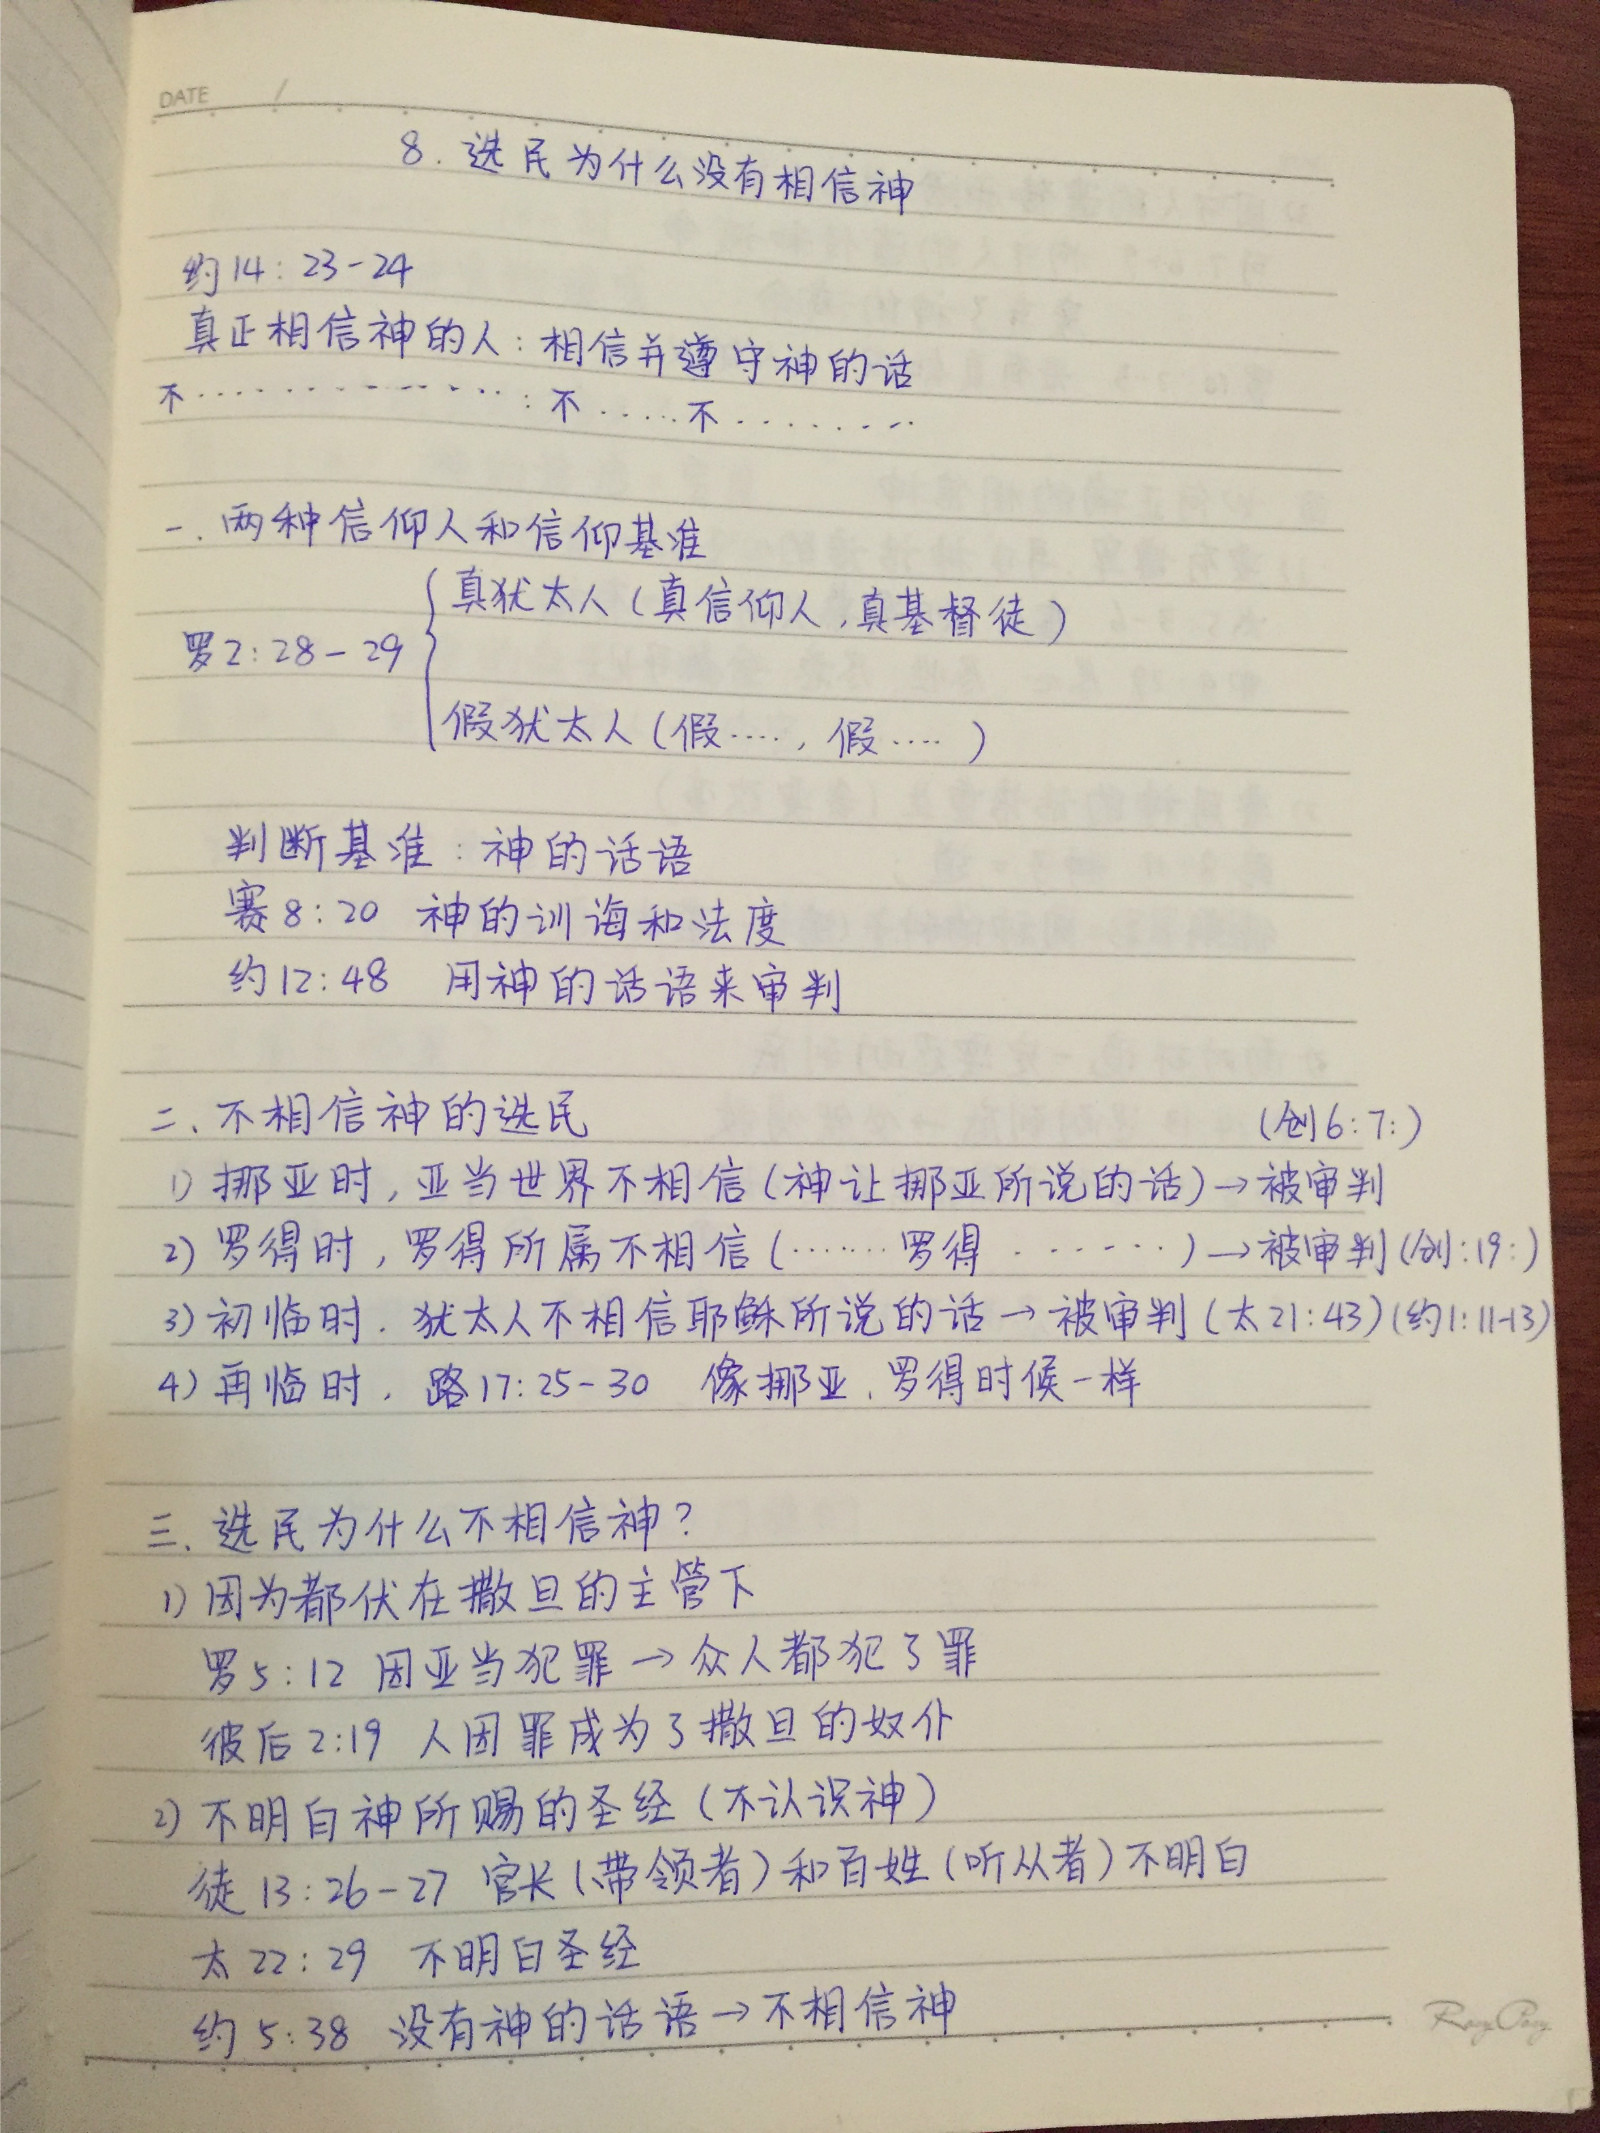 DATE /
8. 选民为什么没有相信神
约14:23-24
真正相信神的人:相信并遵守神的话
不··············:不·····不········
一、两种信仰人和信仰基准
真犹太人(真信仰人,真基督徒)
罗2:28-29
假犹太人(假····,假····)
判断基准:神的话语
赛8:20 神的训诲和法度
约12:48 用神的话语来审判
二、不相信神的选民 (创6:7:)
1) 挪亚时,亚当世界不相信(神让挪亚所说的话)→被审判
2) 罗得时,罗得所属不相信(·······罗得·······)→被审判(创:19:)
3) 初临时.犹太人不相信耶稣所说的话→被审判(太21:43)(约1:11-13)
4) 再临时.路17:25-30 像挪亚、罗得时候一样
三、选民为什么不相信神?
1) 因为都伏在撒旦的主管下
罗5:12 因亚当犯罪→众人都犯了罪
彼后2:19 人因罪成为了撒旦的奴仆
2) 不明白神所赐的圣经(不认识神)
徒13:26-27 官长(带领者)和百姓(听从者)不明白
太22:29 不明白圣经
约5:38 没有神的话语→不相信神